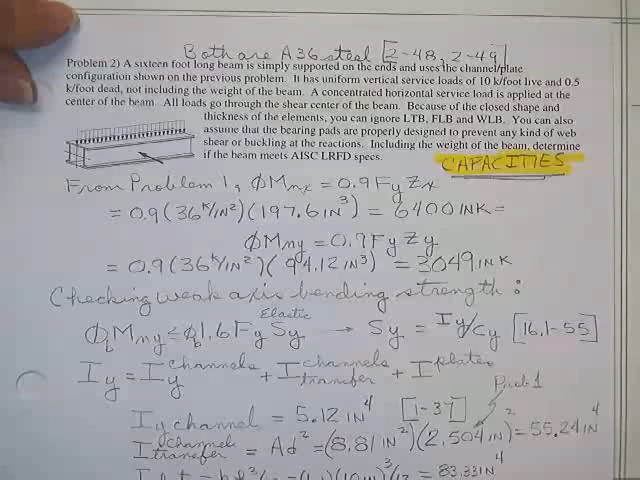 Both are A36 steel [2-48, 2-49]
Problem 2) A sixteen foot long beam is simply supported on the ends and uses the channel/plate
configuration shown on the previous problem. It has uniform vertical service loads of 10 k/foot live and 0.5
k/foot dead, not including the weight of the beam. A concentrated horizontal service load is applied at the
center of the beam. All loads go through the shear center of the beam. Because of the closed shape and
thickness of the elements, you can ignore LTB, FLB and WLB. You can also
assume that the bearing pads are properly designed to prevent any kind of web
shear or buckling at the reactions. Including the weight of the beam, determine
if the beam meets AISC LRFD specs.
CAPACITIES
From Problem 1, ØMnx = 0.9 Fy Zx
= 0.9(36 K/IN²)(197.6 IN³) = 6400 INK =
ØMny = 0.9 Fy Zy
= 0.9(36 K/IN²)(94.12 IN³) = 3049 INK
Checking weak axis bending strength:
Elastic
ØbMny ≤ Øb1.6 Fy Sy → Sy = Iy/cy [16.1-55]
Iy = Iy channels + I channels transfer + I plates
Prob. 1
Iy channel = 5.12 IN⁴ [1-37]
I channel transfer = Ad² = (8.81 IN²)(2.504 IN)² = 55.24 IN⁴
= 83.33 IN⁴